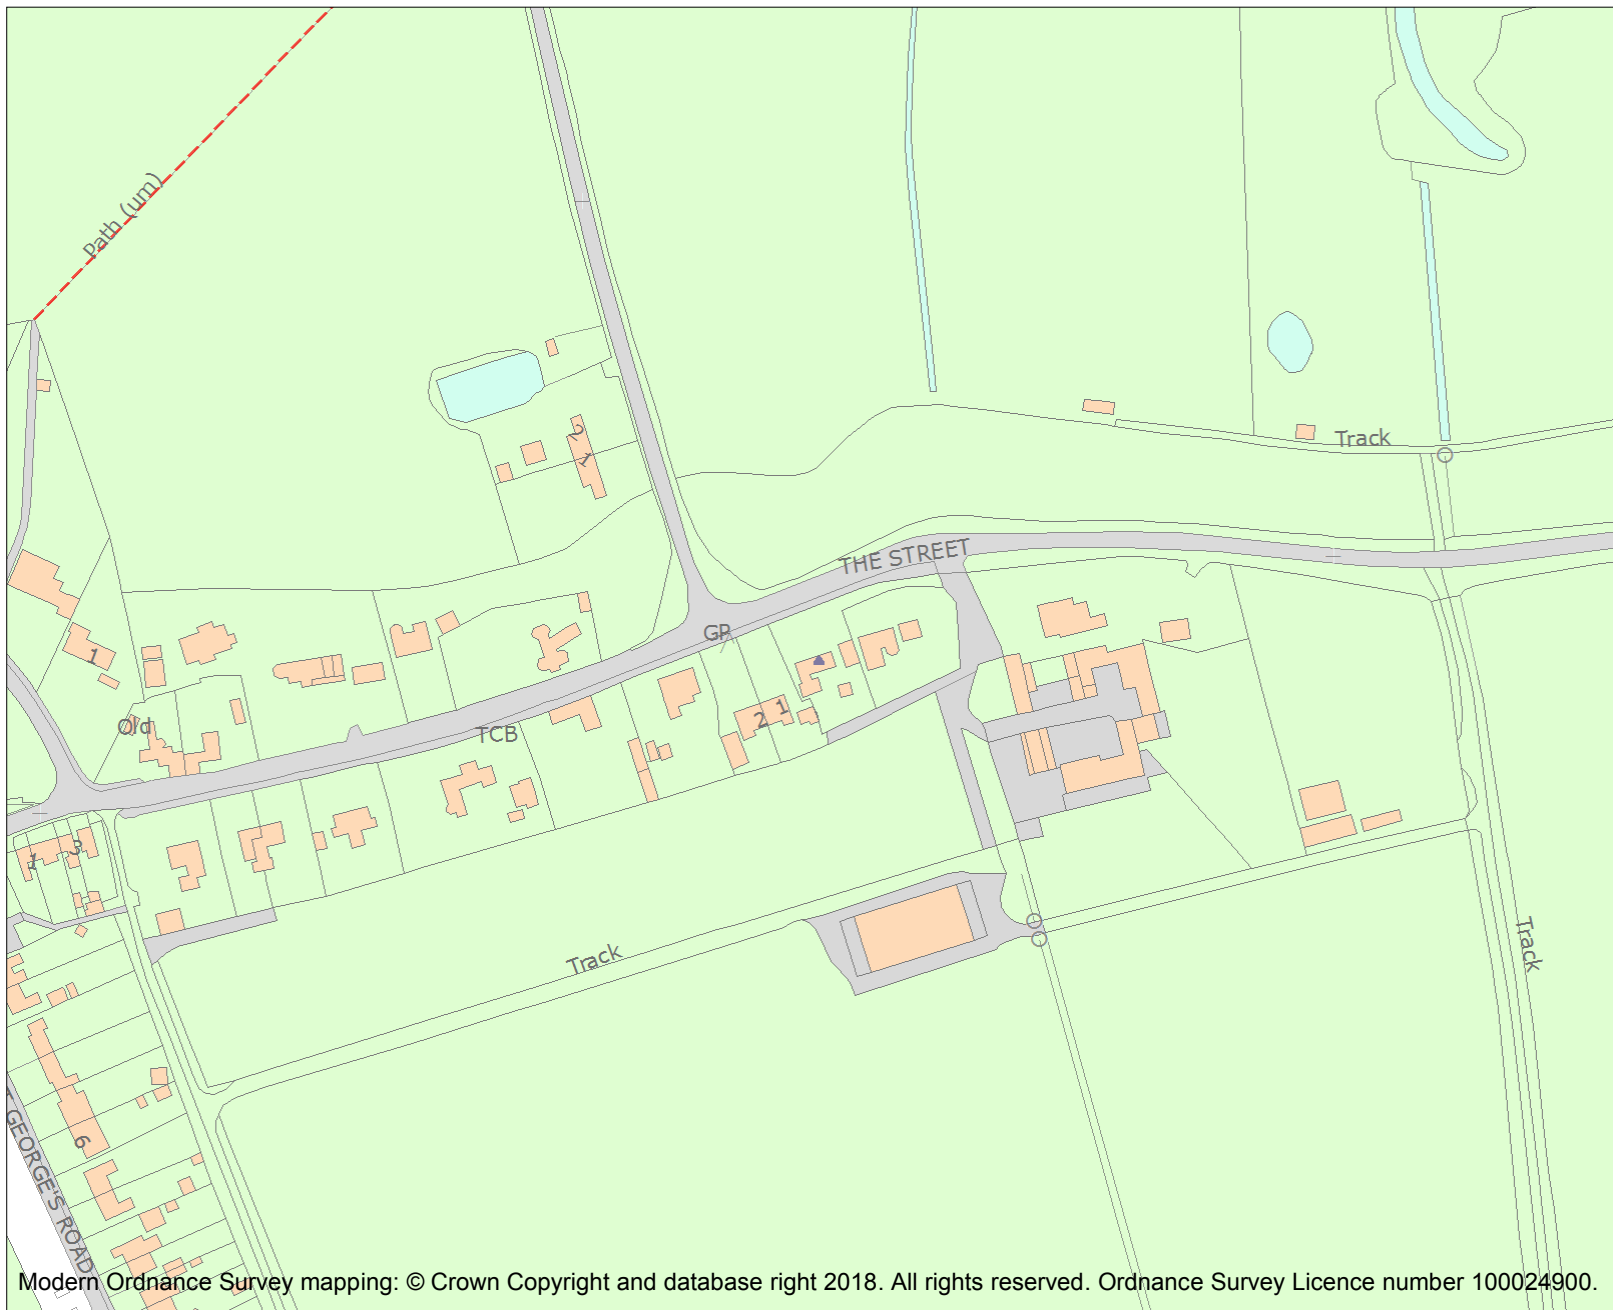 Path (um)
2
1
Track
THE STREET
GP
1
Old
TCB
2 1
1
3
Track
Track
6
GEORGE'S ROAD
Modern Ordnance Survey mapping: © Crown Copyright and database right 2018. All rights reserved. Ordnance Survey Licence number 100024900.